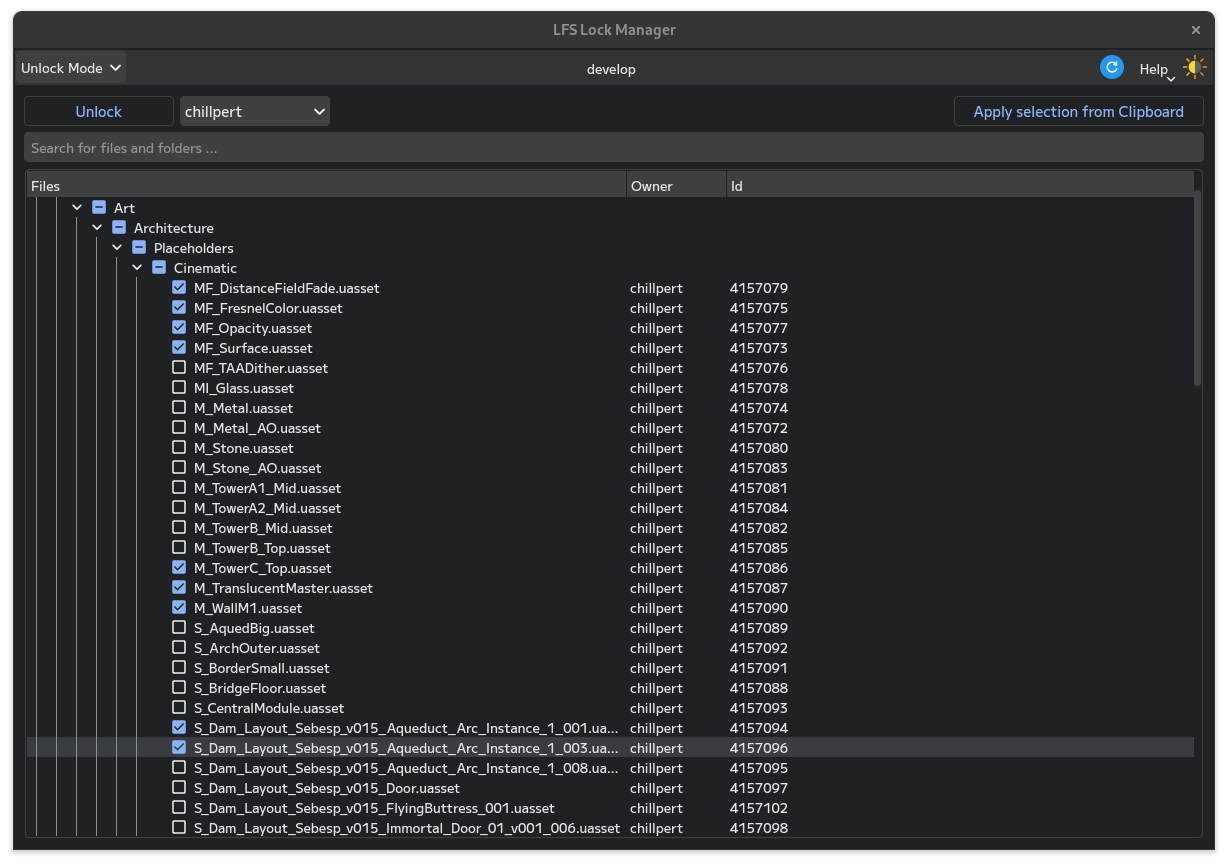 LFS Lock Manager
Unlock Mode develop Help
Unlock chillpert Apply selection from Clipboard
Search for files and folders ...
Files Owner Id
Art
Architecture
Placeholders
Cinematic
MF_DistanceFieldFade.uasset chillpert 4157079
MF_FresnelColor.uasset chillpert 4157075
MF_Opacity.uasset chillpert 4157077
MF_Surface.uasset chillpert 4157073
MF_TAADither.uasset chillpert 4157076
MI_Glass.uasset chillpert 4157078
M_Metal.uasset chillpert 4157074
M_Metal_AO.uasset chillpert 4157072
M_Stone.uasset chillpert 4157080
M_Stone_AO.uasset chillpert 4157083
M_TowerA1_Mid.uasset chillpert 4157081
M_TowerA2_Mid.uasset chillpert 4157084
M_TowerB_Mid.uasset chillpert 4157082
M_TowerB_Top.uasset chillpert 4157085
M_TowerC_Top.uasset chillpert 4157086
M_TranslucentMaster.uasset chillpert 4157087
M_WallM1.uasset chillpert 4157090
S_AquedBig.uasset chillpert 4157089
S_ArchOuter.uasset chillpert 4157092
S_BorderSmall.uasset chillpert 4157091
S_BridgeFloor.uasset chillpert 4157088
S_CentralModule.uasset chillpert 4157093
S_Dam_Layout_Sebesp_v015_Aqueduct_Arc_Instance_1_001.ua... chillpert 4157094
S_Dam_Layout_Sebesp_v015_Aqueduct_Arc_Instance_1_003.ua... chillpert 4157096
S_Dam_Layout_Sebesp_v015_Aqueduct_Arc_Instance_1_008.ua... chillpert 4157095
S_Dam_Layout_Sebesp_v015_Door.uasset chillpert 4157097
S_Dam_Layout_Sebesp_v015_FlyingButtress_001.uasset chillpert 4157102
S_Dam_Layout_Sebesp_v015_Immortal_Door_01_v001_006.uasset chillpert 4157098